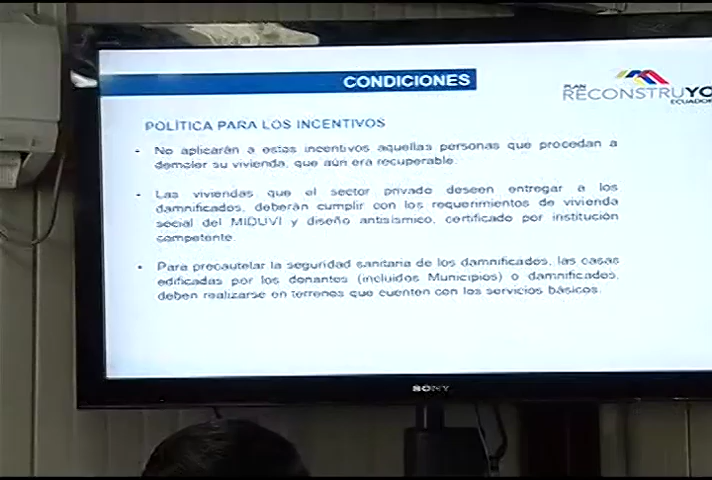 CONDICIONES
PLAN
RECONSTRUYO
ECUADOR
POLÍTICA PARA LOS INCENTIVOS
- No aplicarán a estos incentivos aquellas personas que procedan a
demoler su vivienda, que aún era recuperable.
- Las viviendas que el sector privado deseen entregar a los
damnificados, deberán cumplir con los requerimientos de vivienda
social del MIDUVI y diseño antisísmico, certificado por institución
competente.
• Para precautelar la seguridad sanitaria de los damnificados, las casas
edificadas por los donantes (incluidos Municipios) o damnificados,
deben realizarse en terrenos que cuenten con los servicios básicos.
SONY